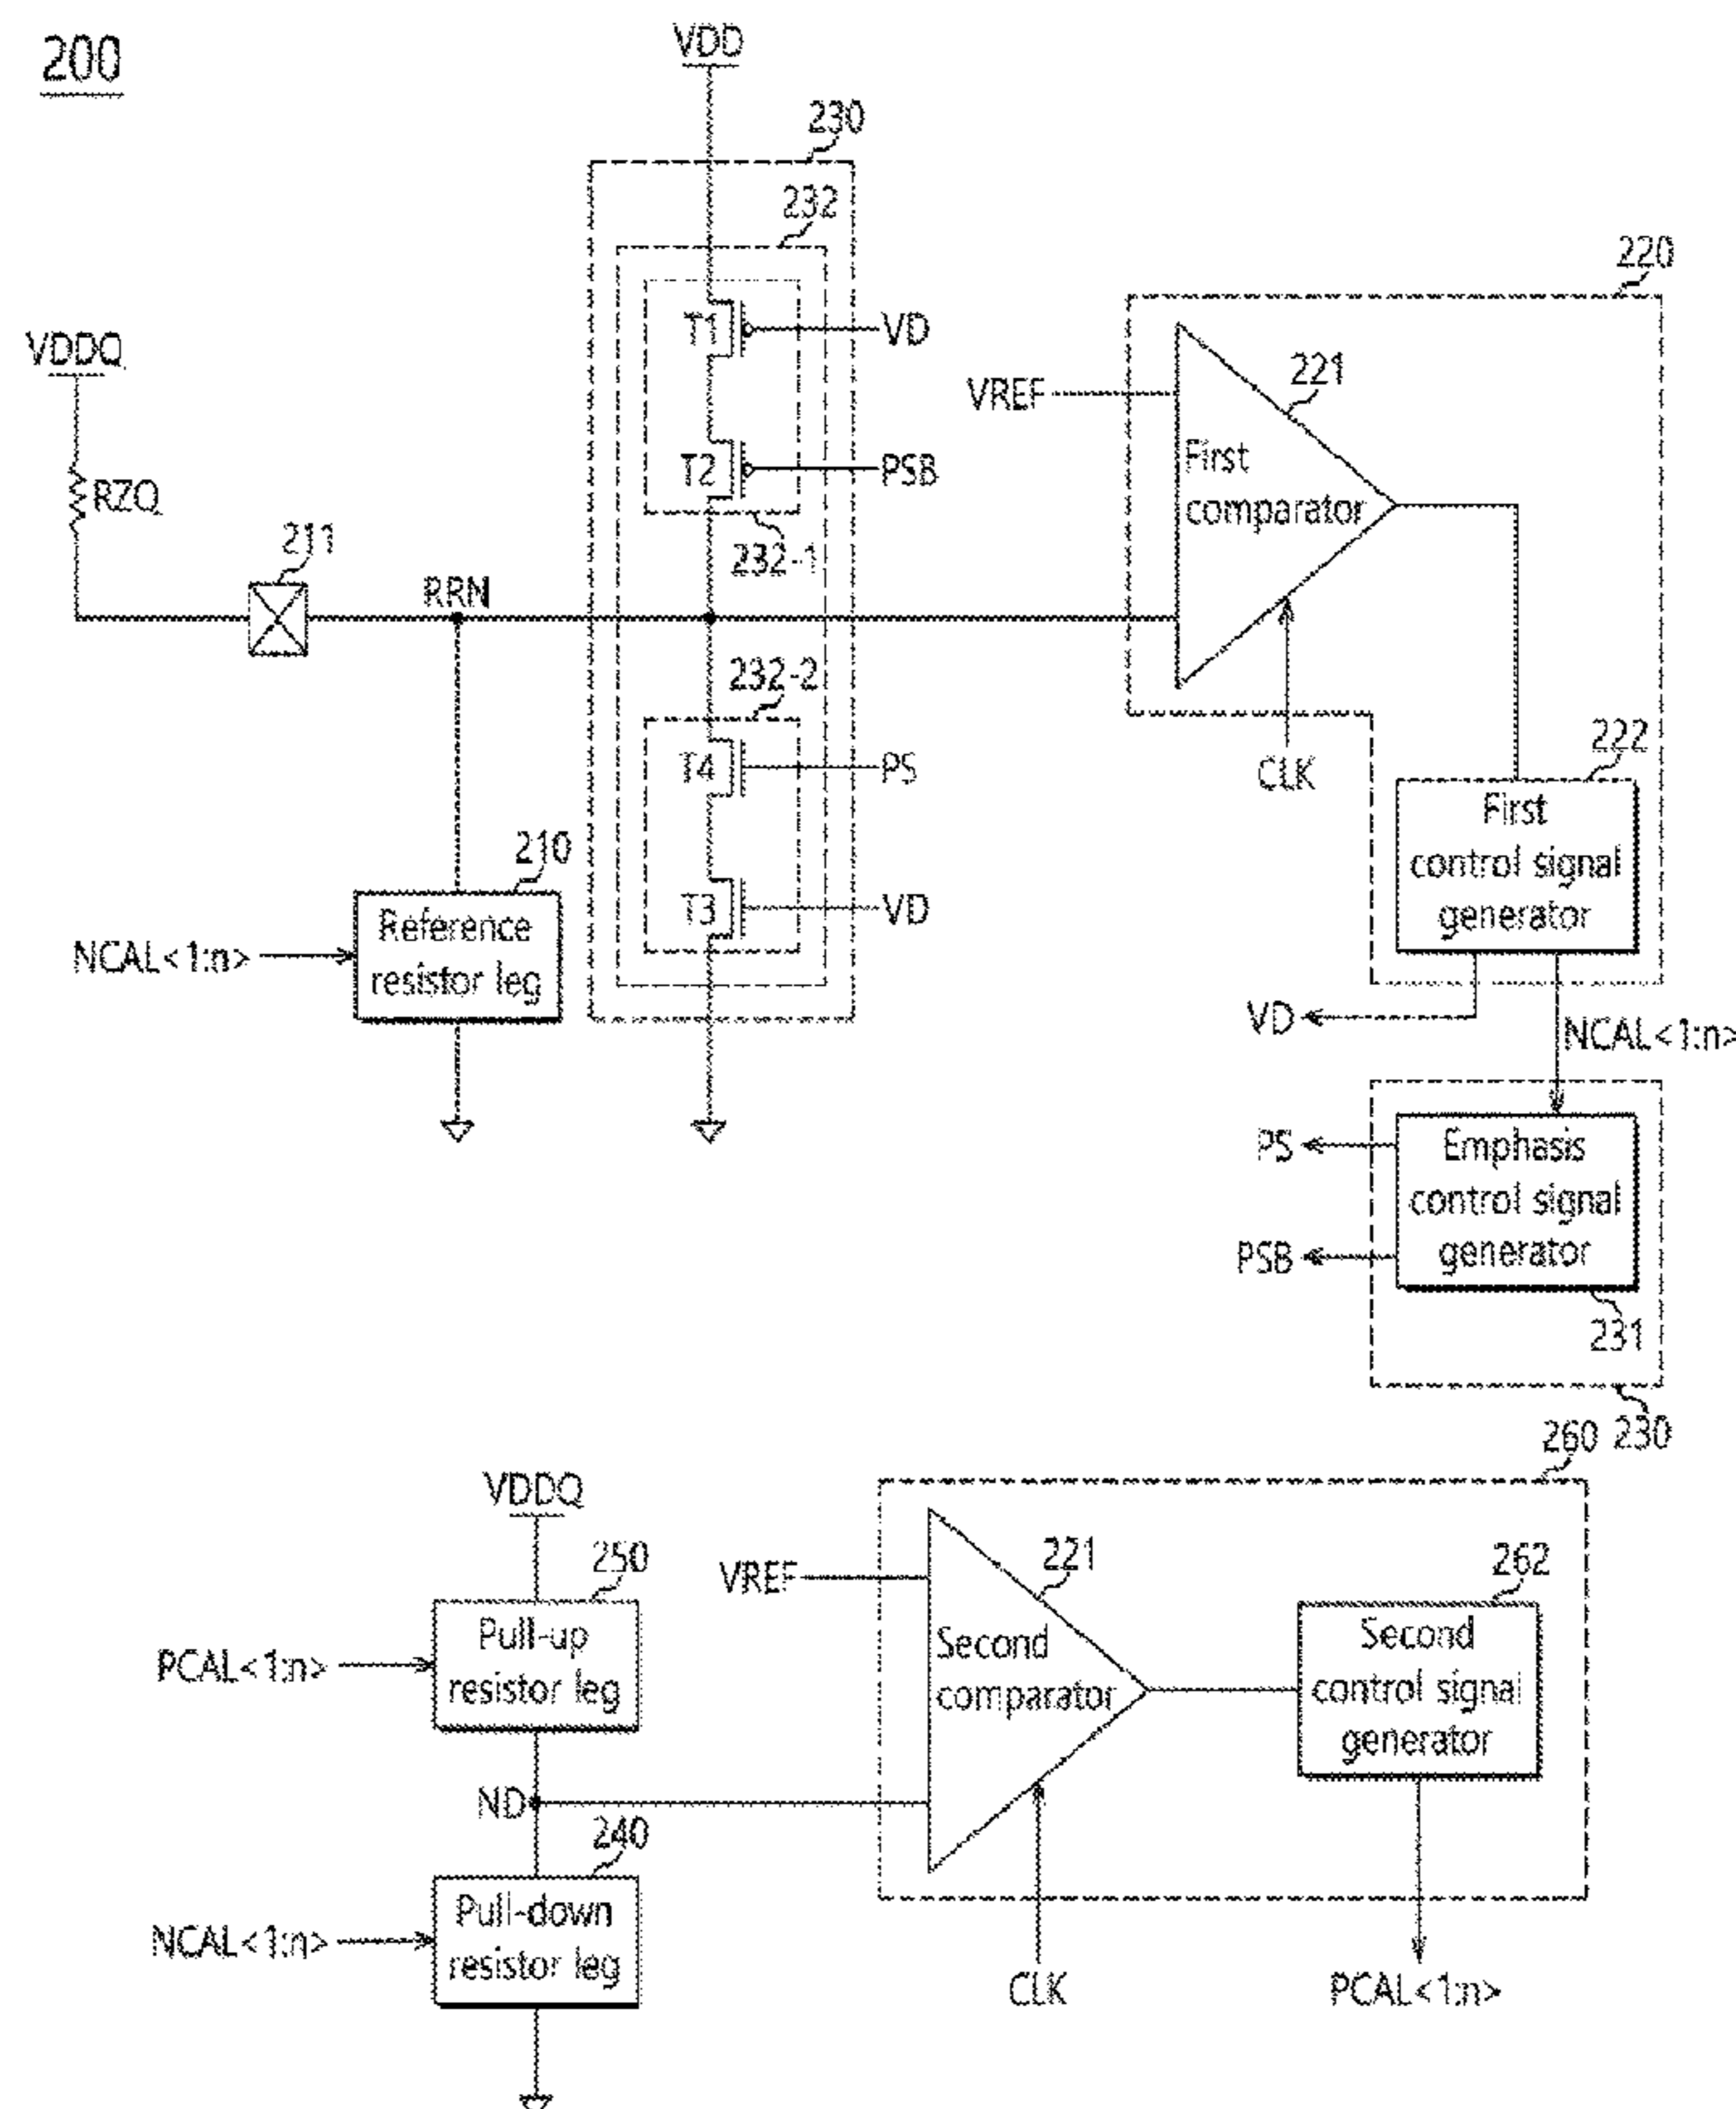 200
VDD
230
232
T1
VD
T2
PSB
232-1
VDDQ
RZQ
211
RRN
232-2
T4
PS
T3
VD
210
Reference
resistor leg
NCAL<1:n>
220
VREF
221
First
comparator
CLK
222
First
control signal
generator
VD
NCAL<1:n>
PS
Emphasis
control signal
generator
PSB
231
230
VDDQ
250
Pull-up
resistor leg
PCAL<1:n>
ND
240
Pull-down
resistor leg
NCAL<1:n>
260
VREF
221
Second
comparator
262
Second
control signal
generator
CLK
PCAL<1:n>